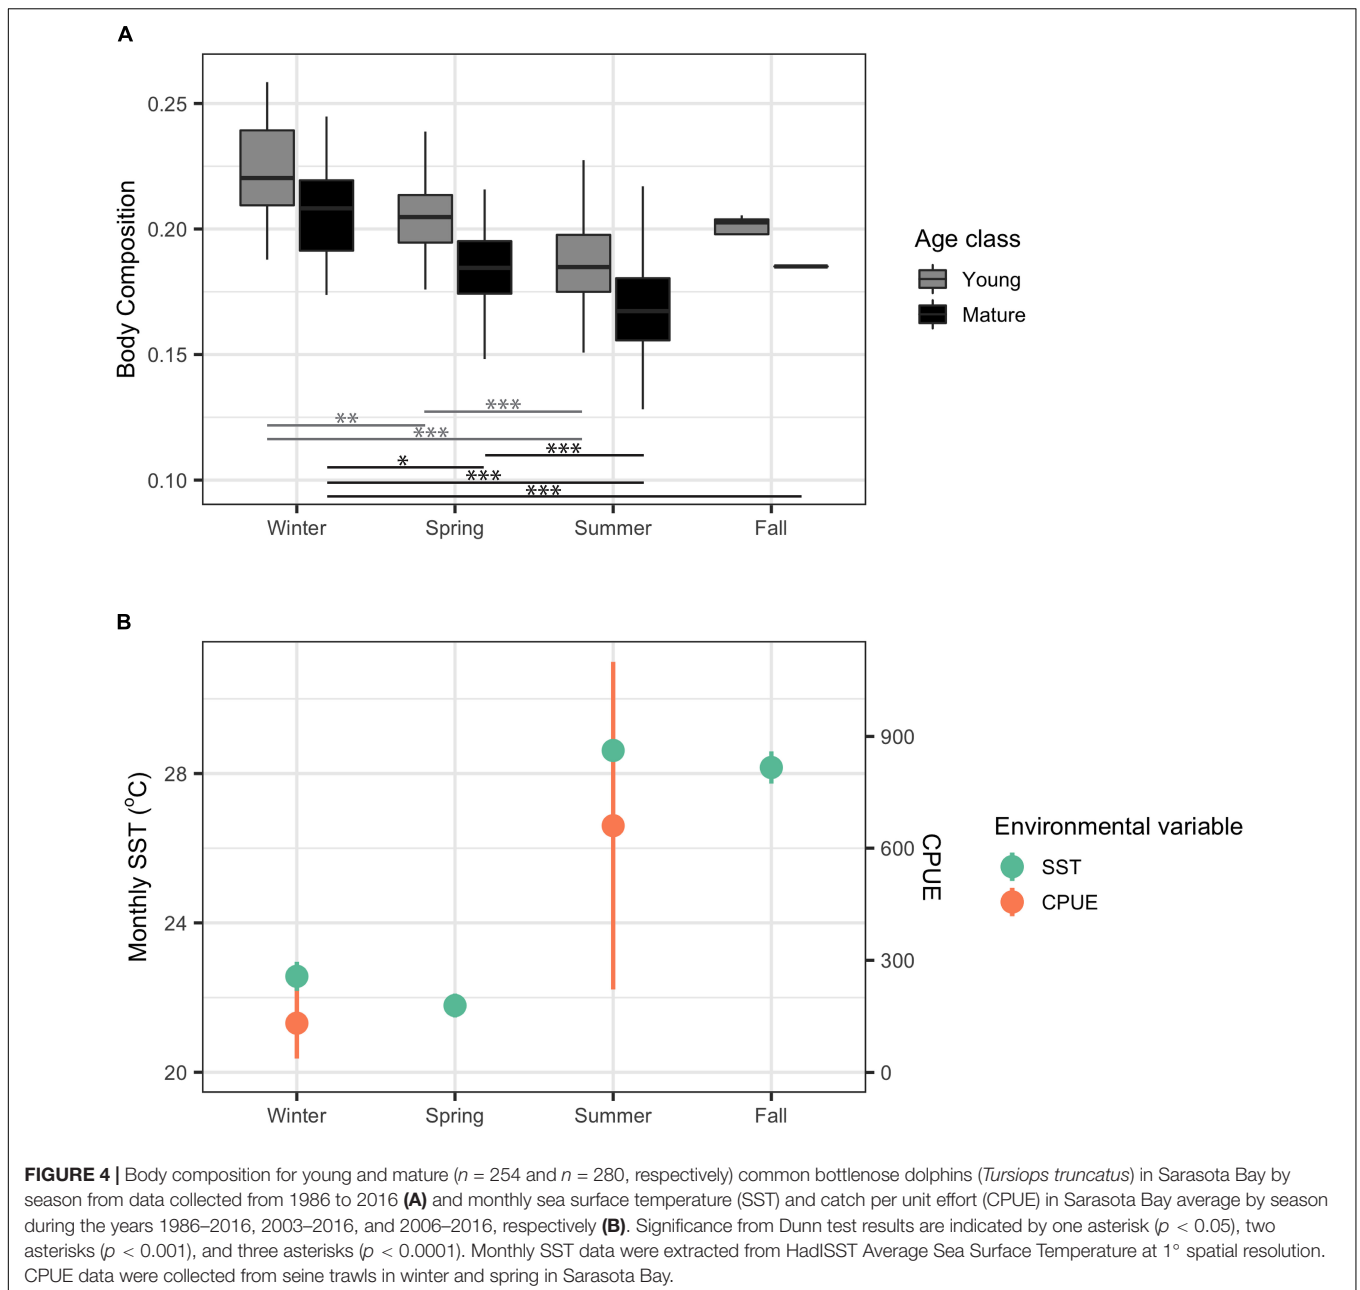 A
0.25
0.20
0.15
0.10
Body Composition
**
***
***
***
*
***
***
Winter Spring Summer Fall
Age class
Young
Mature
B
28
24
20
Monthly SST (°C)
900
600
300
0
CPUE
Winter Spring Summer Fall
Environmental variable
SST
CPUE
FIGURE 4 | Body composition for young and mature (n = 254 and n = 280, respectively) common bottlenose dolphins (Tursiops truncatus) in Sarasota Bay by
season from data collected from 1986 to 2016 (A) and monthly sea surface temperature (SST) and catch per unit effort (CPUE) in Sarasota Bay average by season
during the years 1986–2016, 2003–2016, and 2006–2016, respectively (B). Significance from Dunn test results are indicated by one asterisk (p < 0.05), two
asterisks (p < 0.001), and three asterisks (p < 0.0001). Monthly SST data were extracted from HadISST Average Sea Surface Temperature at 1° spatial resolution.
CPUE data were collected from seine trawls in winter and spring in Sarasota Bay.